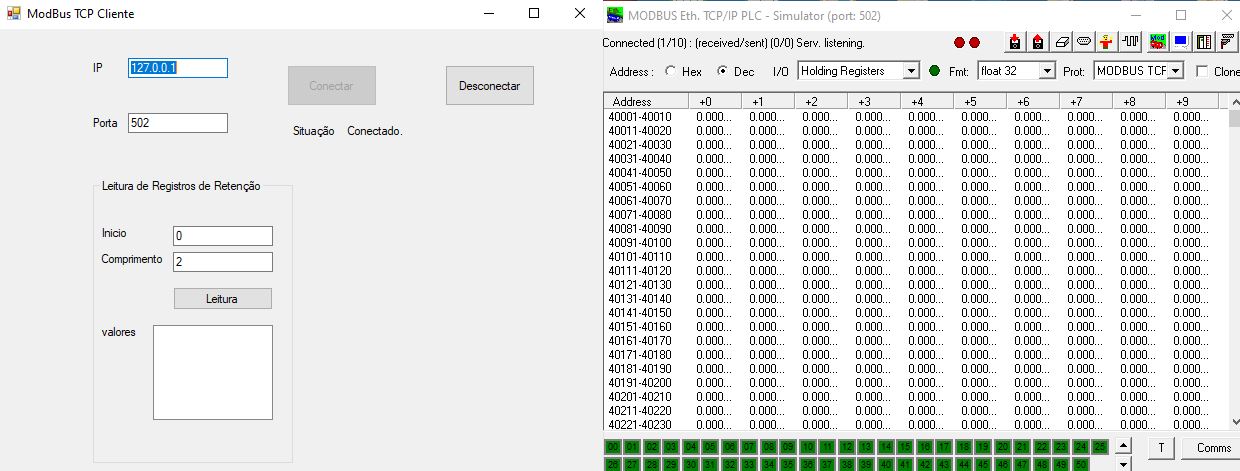 ModBus TCP Cliente
IP 127.0.0.1
Conectar
Desconectar
Porta 502
Situação Conectado.
Leitura de Registros de Retenção
Inicio 0
Comprimento 2
Leitura
valores
MODBUS Eth. TCP/IP PLC - Simulator (port: 502)
Connected (1/10) : (received/sent) (0/0) Serv. listening.
Address : Hex Dec I/O Holding Registers Fmt: float 32 Prot: MODBUS TCP Clone
Address +0 +1 +2 +3 +4 +5 +6 +7 +8 +9
40001-40010 0.000... 0.000... 0.000... 0.000... 0.000... 0.000... 0.000... 0.000... 0.000... 0.000...
40011-40020 0.000... 0.000... 0.000... 0.000... 0.000... 0.000... 0.000... 0.000... 0.000... 0.000...
40021-40030 0.000... 0.000... 0.000... 0.000... 0.000... 0.000... 0.000... 0.000... 0.000... 0.000...
40031-40040 0.000... 0.000... 0.000... 0.000... 0.000... 0.000... 0.000... 0.000... 0.000... 0.000...
40041-40050 0.000... 0.000... 0.000... 0.000... 0.000... 0.000... 0.000... 0.000... 0.000... 0.000...
40051-40060 0.000... 0.000... 0.000... 0.000... 0.000... 0.000... 0.000... 0.000... 0.000... 0.000...
40061-40070 0.000... 0.000... 0.000... 0.000... 0.000... 0.000... 0.000... 0.000... 0.000... 0.000...
40071-40080 0.000... 0.000... 0.000... 0.000... 0.000... 0.000... 0.000... 0.000... 0.000... 0.000...
40081-40090 0.000... 0.000... 0.000... 0.000... 0.000... 0.000... 0.000... 0.000... 0.000... 0.000...
40091-40100 0.000... 0.000... 0.000... 0.000... 0.000... 0.000... 0.000... 0.000... 0.000... 0.000...
40101-40110 0.000... 0.000... 0.000... 0.000... 0.000... 0.000... 0.000... 0.000... 0.000... 0.000...
40111-40120 0.000... 0.000... 0.000... 0.000... 0.000... 0.000... 0.000... 0.000... 0.000... 0.000...
40121-40130 0.000... 0.000... 0.000... 0.000... 0.000... 0.000... 0.000... 0.000... 0.000... 0.000...
40131-40140 0.000... 0.000... 0.000... 0.000... 0.000... 0.000... 0.000... 0.000... 0.000... 0.000...
40141-40150 0.000... 0.000... 0.000... 0.000... 0.000... 0.000... 0.000... 0.000... 0.000... 0.000...
40151-40160 0.000... 0.000... 0.000... 0.000... 0.000... 0.000... 0.000... 0.000... 0.000... 0.000...
40161-40170 0.000... 0.000... 0.000... 0.000... 0.000... 0.000... 0.000... 0.000... 0.000... 0.000...
40171-40180 0.000... 0.000... 0.000... 0.000... 0.000... 0.000... 0.000... 0.000... 0.000... 0.000...
40181-40190 0.000... 0.000... 0.000... 0.000... 0.000... 0.000... 0.000... 0.000... 0.000... 0.000...
40191-40200 0.000... 0.000... 0.000... 0.000... 0.000... 0.000... 0.000... 0.000... 0.000... 0.000...
40201-40210 0.000... 0.000... 0.000... 0.000... 0.000... 0.000... 0.000... 0.000... 0.000... 0.000...
40211-40220 0.000... 0.000... 0.000... 0.000... 0.000... 0.000... 0.000... 0.000... 0.000... 0.000...
40221-40230 0.000... 0.000... 0.000... 0.000... 0.000... 0.000... 0.000... 0.000... 0.000... 0.000...
00 01 02 03 04 05 06 07 08 09 10 11 12 13 14 15 16 17 18 19 20 21 22 23 24 25 T Comms
26 27 28 29 30 31 32 33 34 35 36 37 38 39 40 41 42 43 44 45 46 47 48 49 50